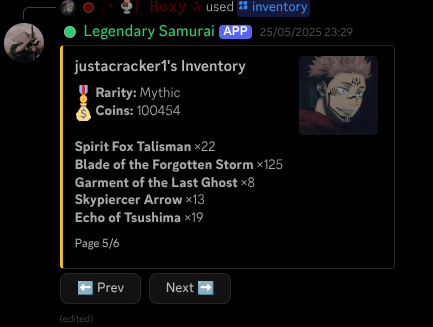 Hoxy ✰ used inventory
Legendary Samurai APP 25/05/2025 23:29
justacracker1's Inventory
Rarity: Mythic
Coins: 100454
Spirit Fox Talisman ×22
Blade of the Forgotten Storm ×125
Garment of the Last Ghost ×8
Skypiercer Arrow ×13
Echo of Tsushima ×19
Page 5/6
⬅️ Prev
Next ➡️
(edited)